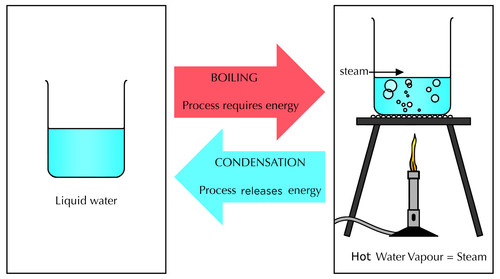 Liquid water
BOILING
Process requires energy
CONDENSATION
Process releases energy
steam
Hot Water Vapour = Steam